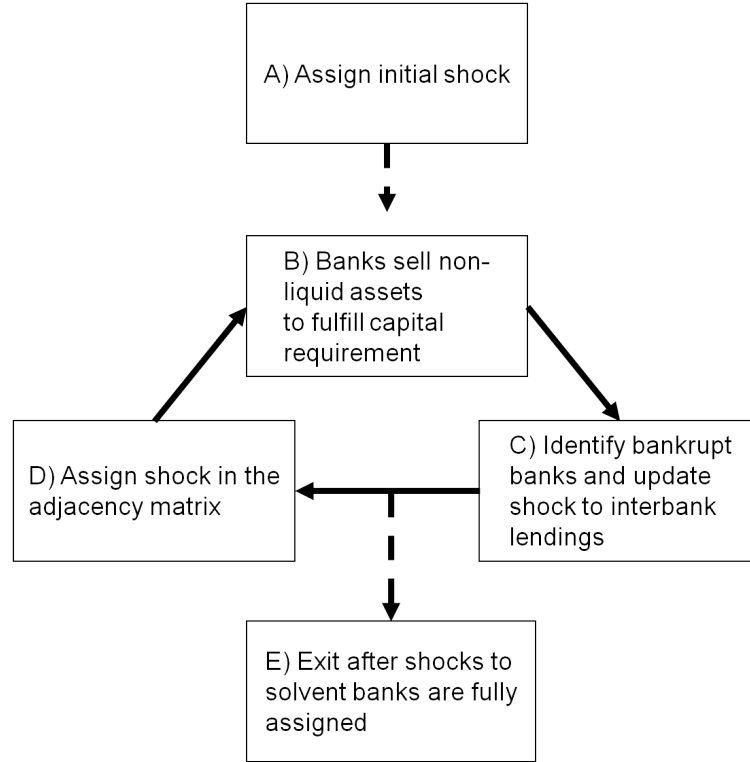 A) Assign initial shock
B) Banks sell non-
liquid assets
to fulfill capital
requirement
D) Assign shock in the
adjacency matrix
C) Identify bankrupt
banks and update
shock to interbank
lendings
E) Exit after shocks to
solvent banks are fully
assigned